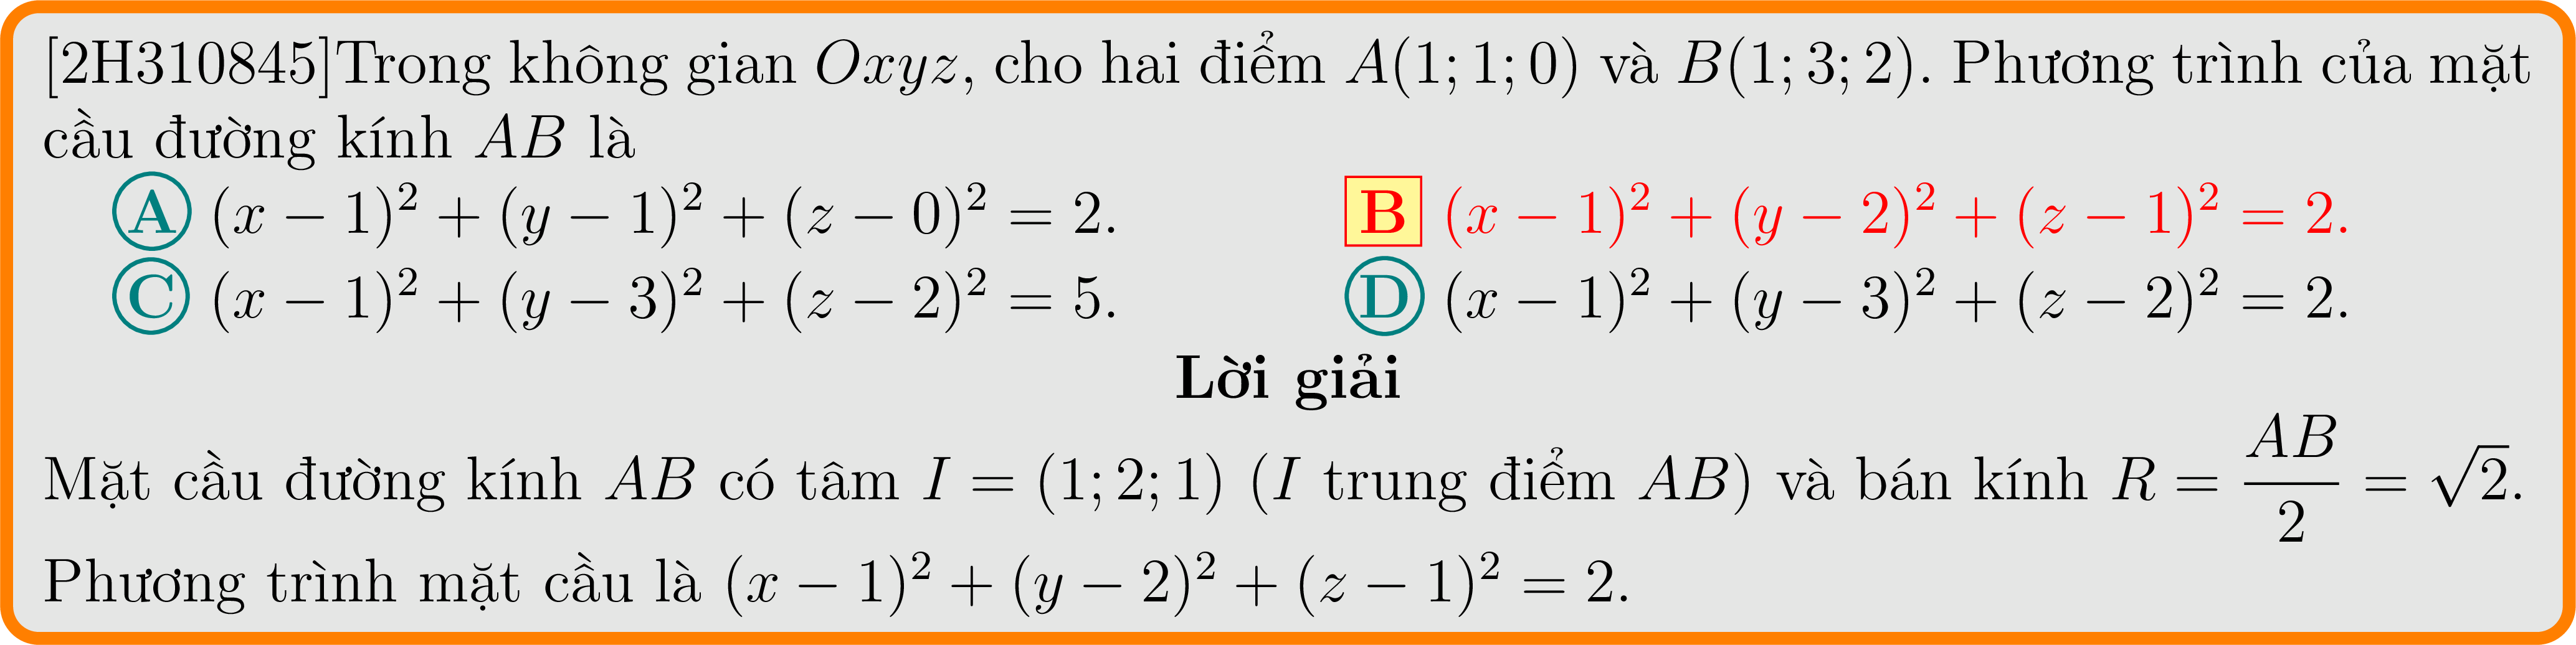 [2H310845]Trong không gian Oxyz, cho hai điểm A(1; 1; 0) và B(1; 3; 2). Phương trình của mặt
cầu đường kính AB là
A (x − 1)² + (y − 1)² + (z − 0)² = 2. B (x − 1)² + (y − 2)² + (z − 1)² = 2.
C (x − 1)² + (y − 3)² + (z − 2)² = 5. D (x − 1)² + (y − 3)² + (z − 2)² = 2.
Lời giải
Mặt cầu đường kính AB có tâm I = (1; 2; 1) (I trung điểm AB) và bán kính R = AB/2 = √2.
Phương trình mặt cầu là (x − 1)² + (y − 2)² + (z − 1)² = 2.